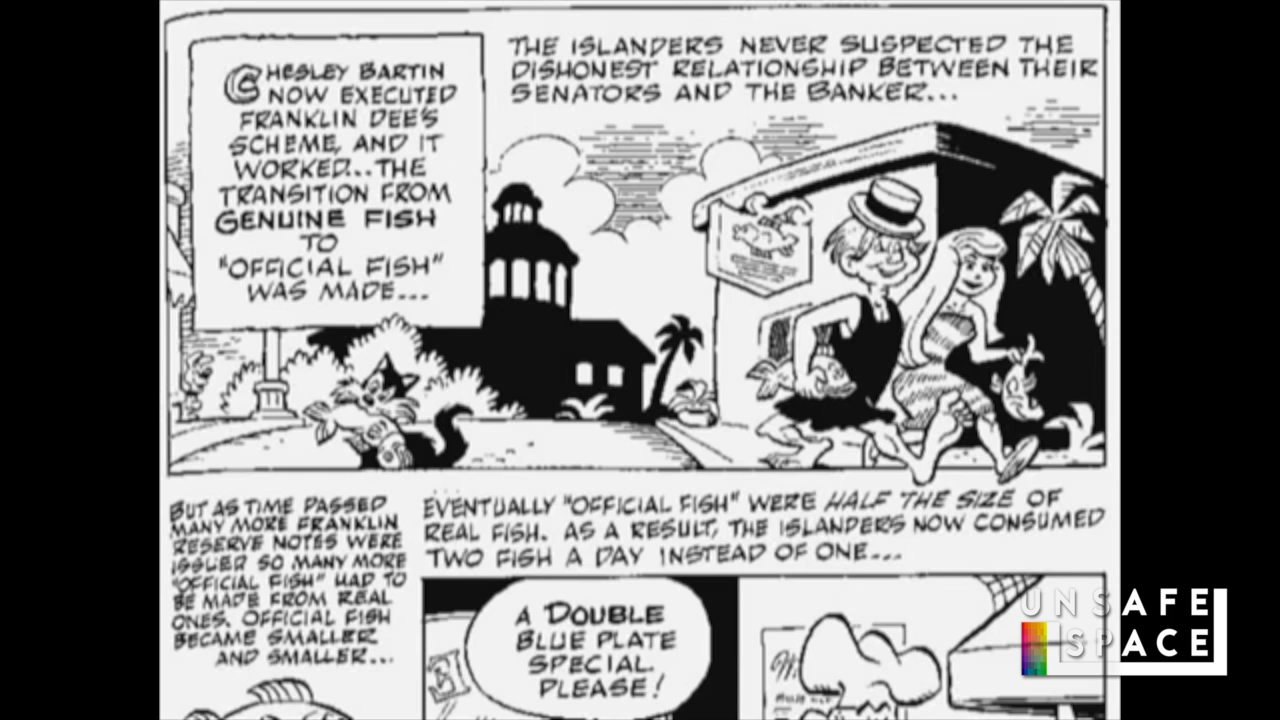 CHESLEY BARTIN
NOW EXECUTED
FRANKLIN DEE'S
SCHEME, AND IT
WORKED...THE
TRANSITION FROM
GENUINE FISH
TO
"OFFICIAL FISH"
WAS MADE...
THE ISLANDERS NEVER SUSPECTED THE
DISHONEST RELATIONSHIP BETWEEN THEIR
SENATORS AND THE BANKER...
BUT AS TIME PASSED
MANY MORE FRANKLIN
RESERVE NOTES WERE
ISSUED SO MANY MORE
"OFFICIAL FISH" HAD TO
BE MADE FROM REAL
ONES. OFFICIAL FISH
BECAME SMALLER
AND SMALLER...
EVENTUALLY "OFFICIAL FISH" WERE HALF THE SIZE OF
REAL FISH. AS A RESULT, THE ISLANDERS NOW CONSUMED
TWO FISH A DAY INSTEAD OF ONE...
A DOUBLE
BLUE PLATE
SPECIAL
PLEASE!
UNSAFE
SPACE